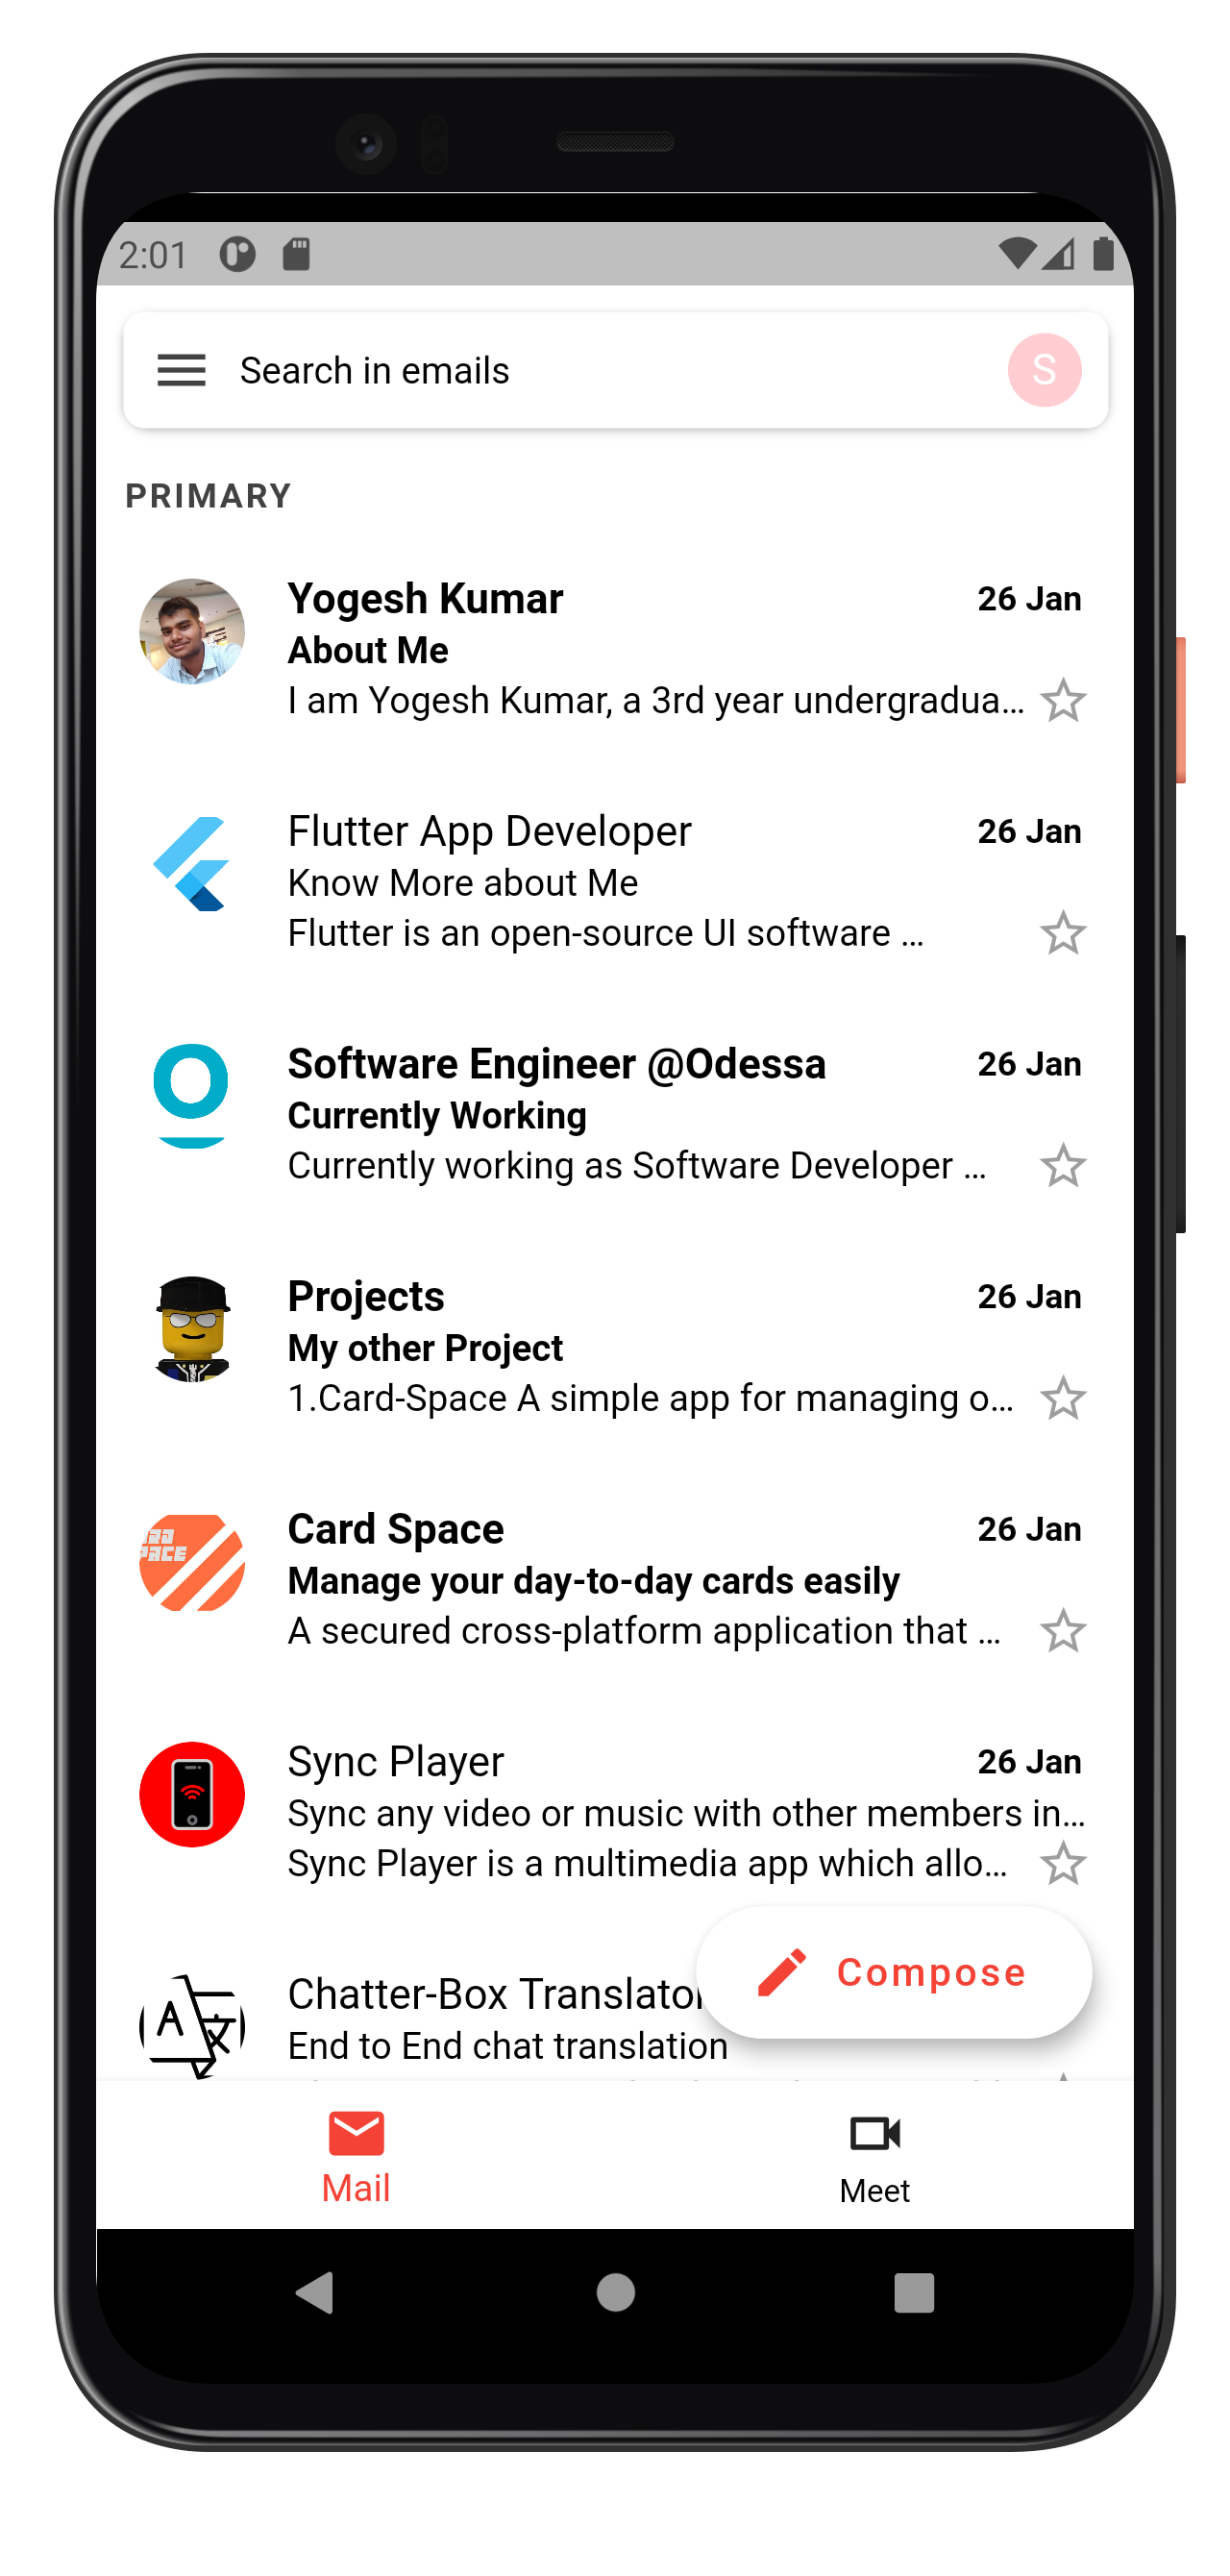 2:01
Search in emails
S
PRIMARY
Yogesh Kumar
26 Jan
About Me
I am Yogesh Kumar, a 3rd year undergradua...
Flutter App Developer
26 Jan
Know More about Me
Flutter is an open-source UI software ...
Software Engineer @Odessa
26 Jan
Currently Working
Currently working as Software Developer ...
Projects
26 Jan
My other Project
1.Card-Space A simple app for managing o...
Card Space
26 Jan
Manage your day-to-day cards easily
A secured cross-platform application that ...
Sync Player
26 Jan
Sync any video or music with other members in...
Sync Player is a multimedia app which allo...
Chatter-Box Translator
End to End chat translation
Compose
Mail
Meet